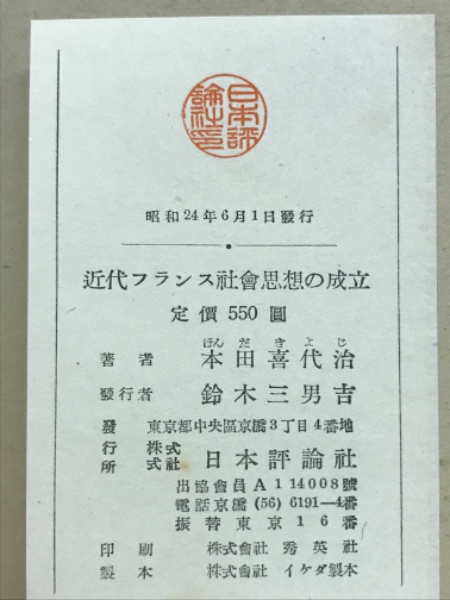 日本評論社印
昭和24年6月1日發行
近代フランス社會思想の成立
定價 550 圓
ほん だ き よ じ
著者 本田喜代治
發行者 鈴木三男吉
發行所 東京都中央區京橋3丁目4番地
株式會社 日本評論社
出協會員A114008號
電話京橋(56)6191—4番
振替東京16番
印刷 株式會社 秀英社
製本 株式會社 イケダ製本